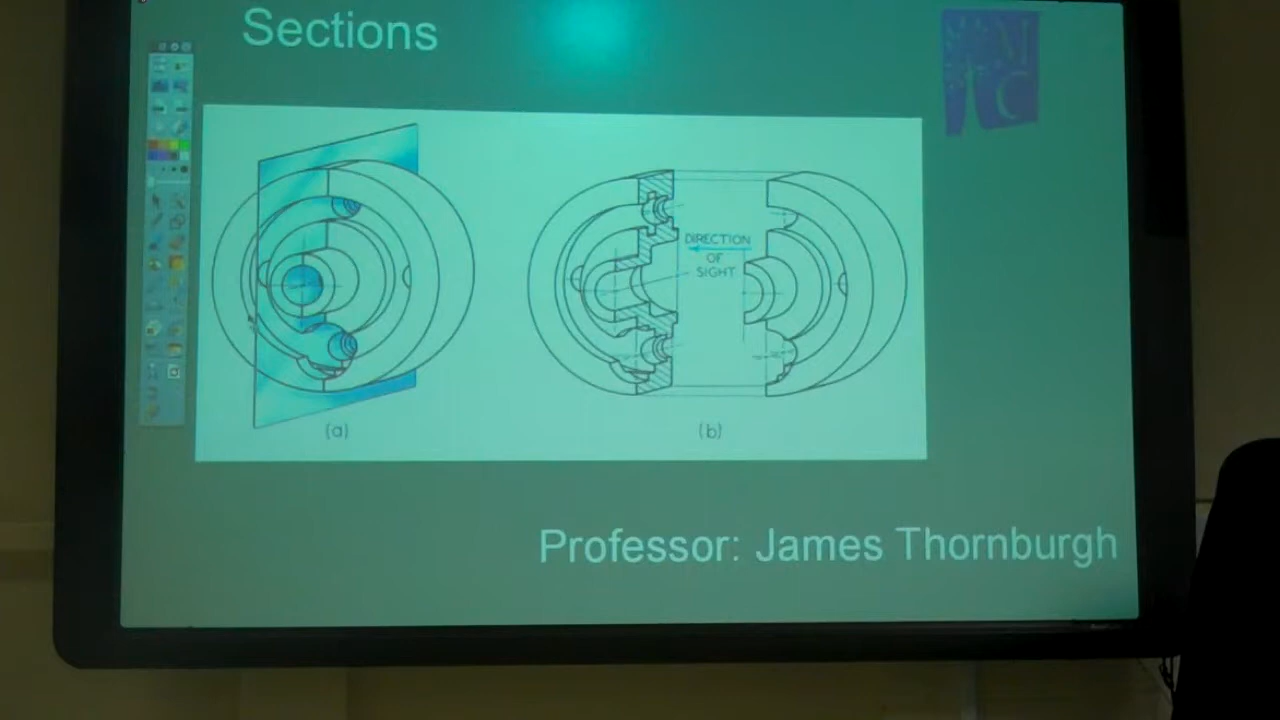 Sections
M
C
DIRECTION
OF
SIGHT
(a)
(b)
Professor: James Thornburgh